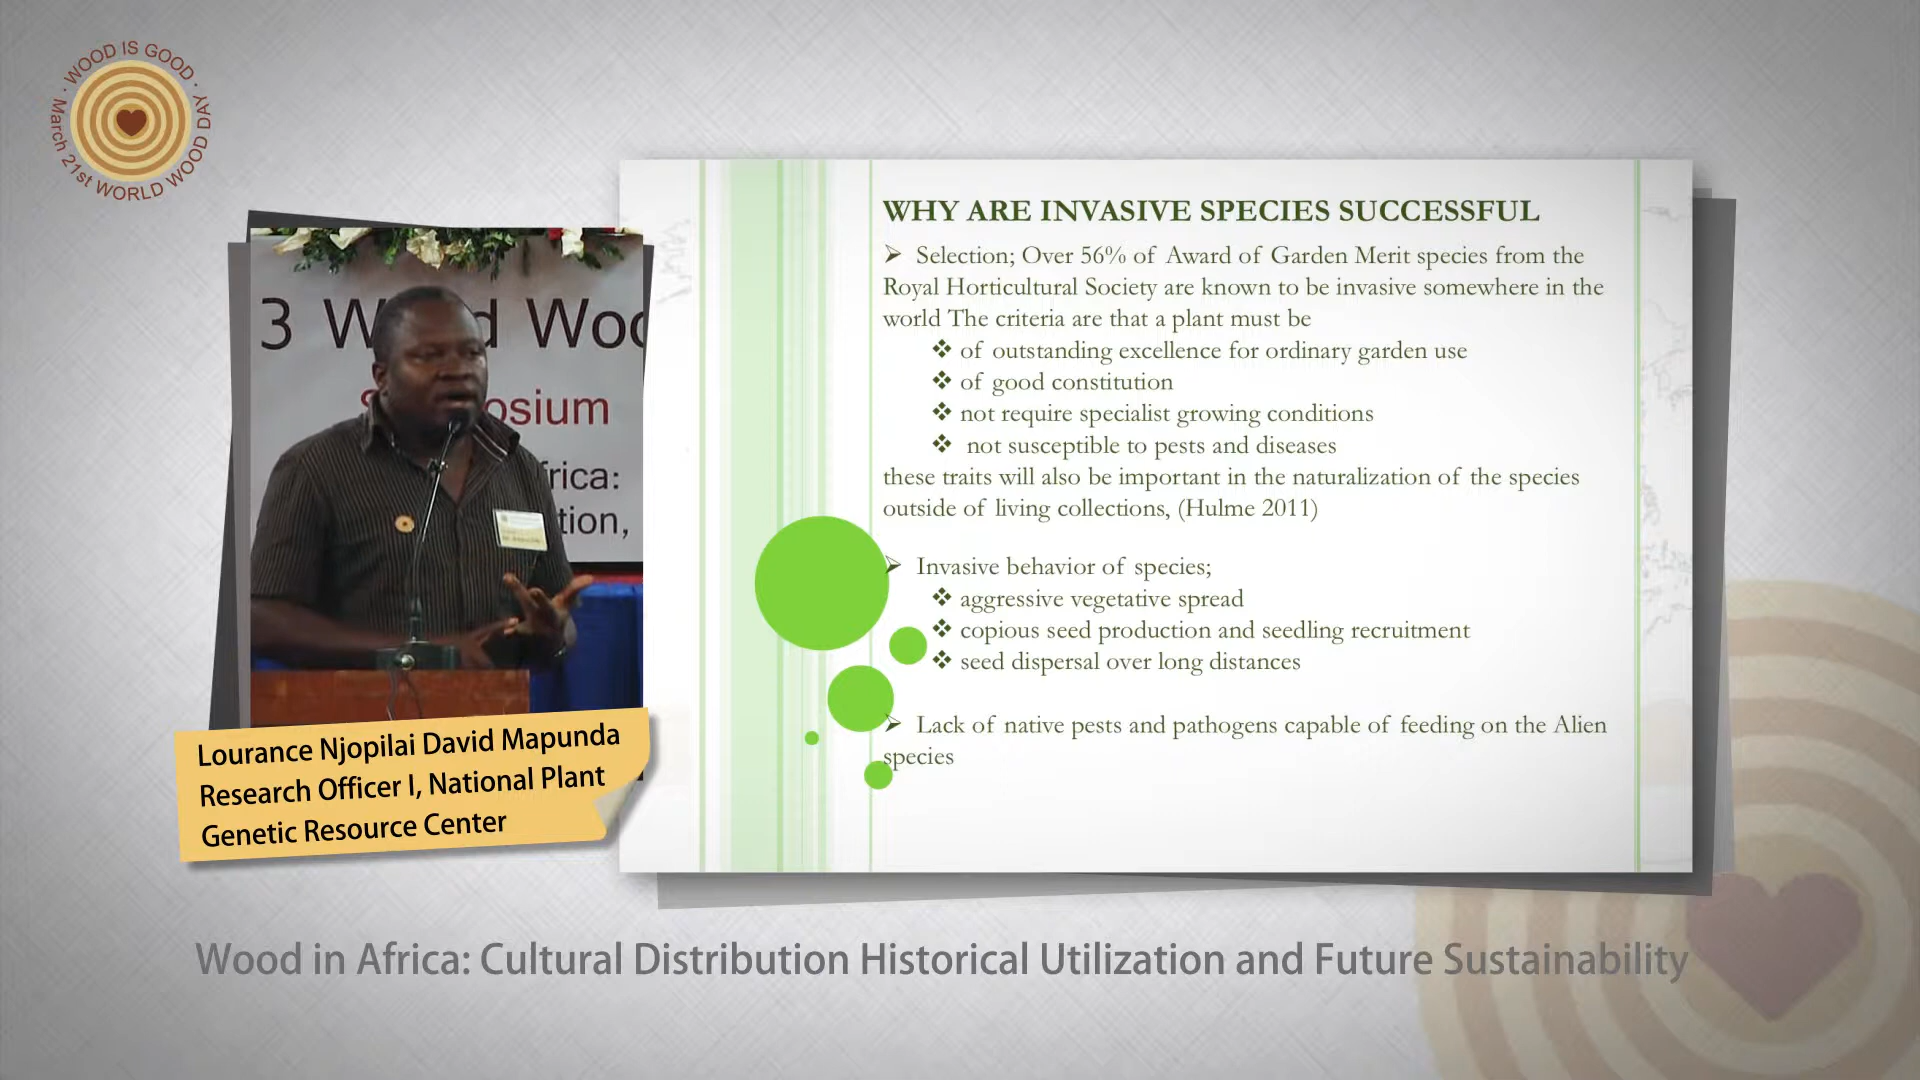 · WOOD IS GOOD ·
March 21st WORLD WOOD DAY
3 W d Woo
osium
frica:
tion,
Lourance Njopilai David Mapunda
Research Officer I, National Plant
Genetic Resource Center
WHY ARE INVASIVE SPECIES SUCCESSFUL
➢ Selection; Over 56% of Award of Garden Merit species from the
Royal Horticultural Society are known to be invasive somewhere in the
world The criteria are that a plant must be
❖ of outstanding excellence for ordinary garden use
❖ of good constitution
❖ not require specialist growing conditions
❖ not susceptible to pests and diseases
these traits will also be important in the naturalization of the species
outside of living collections, (Hulme 2011)
➢ Invasive behavior of species;
❖ aggressive vegetative spread
❖ copious seed production and seedling recruitment
❖ seed dispersal over long distances
➢ Lack of native pests and pathogens capable of feeding on the Alien
species
Wood in Africa: Cultural Distribution Historical Utilization and Future Sustainability